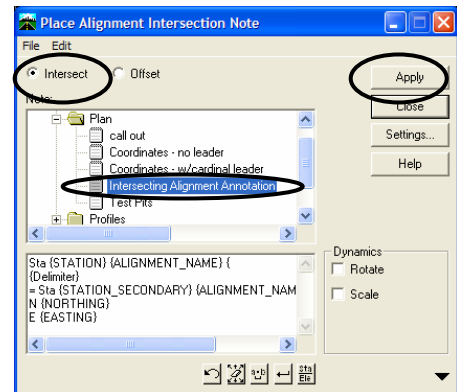 Place Alignment Intersection Note
File Edit
Intersect Offset
Apply
Note:
Close
Plan
call out
Settings...
Coordinates - no leader
Coordinates - w/cardinal leader
Help
Intersecting Alignment Annotation
Test Pits
Profiles
Dynamics
Sta {STATION} {ALIGNMENT_NAME} {
Rotate
{Delimiter}
= Sta {STATION_SECONDARY} {ALIGNMENT_NAM
Scale
N {NORTHING}
E {EASTING}
a+b
Sta
Ele